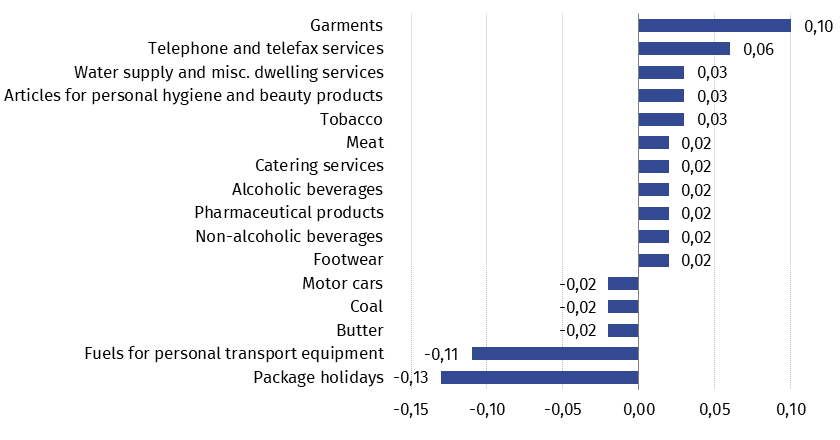 Garments 0,10
Telephone and telefax services 0,06
Water supply and misc. dwelling services 0,03
Articles for personal hygiene and beauty products 0,03
Tobacco 0,03
Meat 0,02
Catering services 0,02
Alcoholic beverages 0,02
Pharmaceutical products 0,02
Non-alcoholic beverages 0,02
Footwear 0,02
Motor cars -0,02
Coal -0,02
Butter -0,02
Fuels for personal transport equipment -0,11
Package holidays -0,13
-0,15 -0,10 -0,05 0,00 0,05 0,10